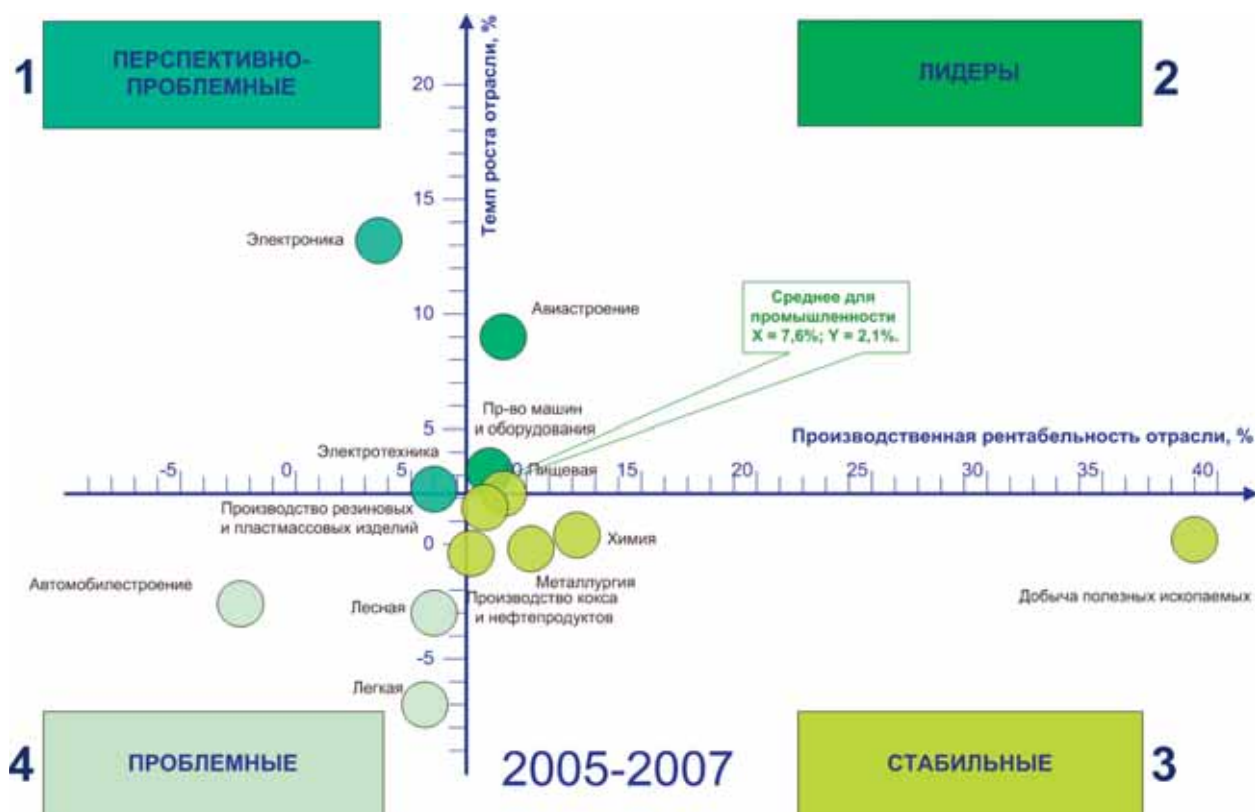 1
ПЕРСПЕКТИВНО-
ПРОБЛЕМНЫЕ
Темп роста отрасли, %
ЛИДЕРЫ
2
20
15
Электроника
10
Авиастроение
Среднее для
промышленности
X = 7,6%; Y = 2,1%.
Пр-во машин
и оборудования
5
Электротехника
Производственная рентабельность отрасли, %
-5
0
5
10
Пищевая
15
20
25
30
35
40
Производство резиновых
и пластмассовых изделий
0
Химия
Металлургия
Автомобилестроение
Лесная
Производство кокса
и нефтепродуктов
Добыча полезных ископаемых
-5
Легкая
4
ПРОБЛЕМНЫЕ
2005-2007
СТАБИЛЬНЫЕ
3